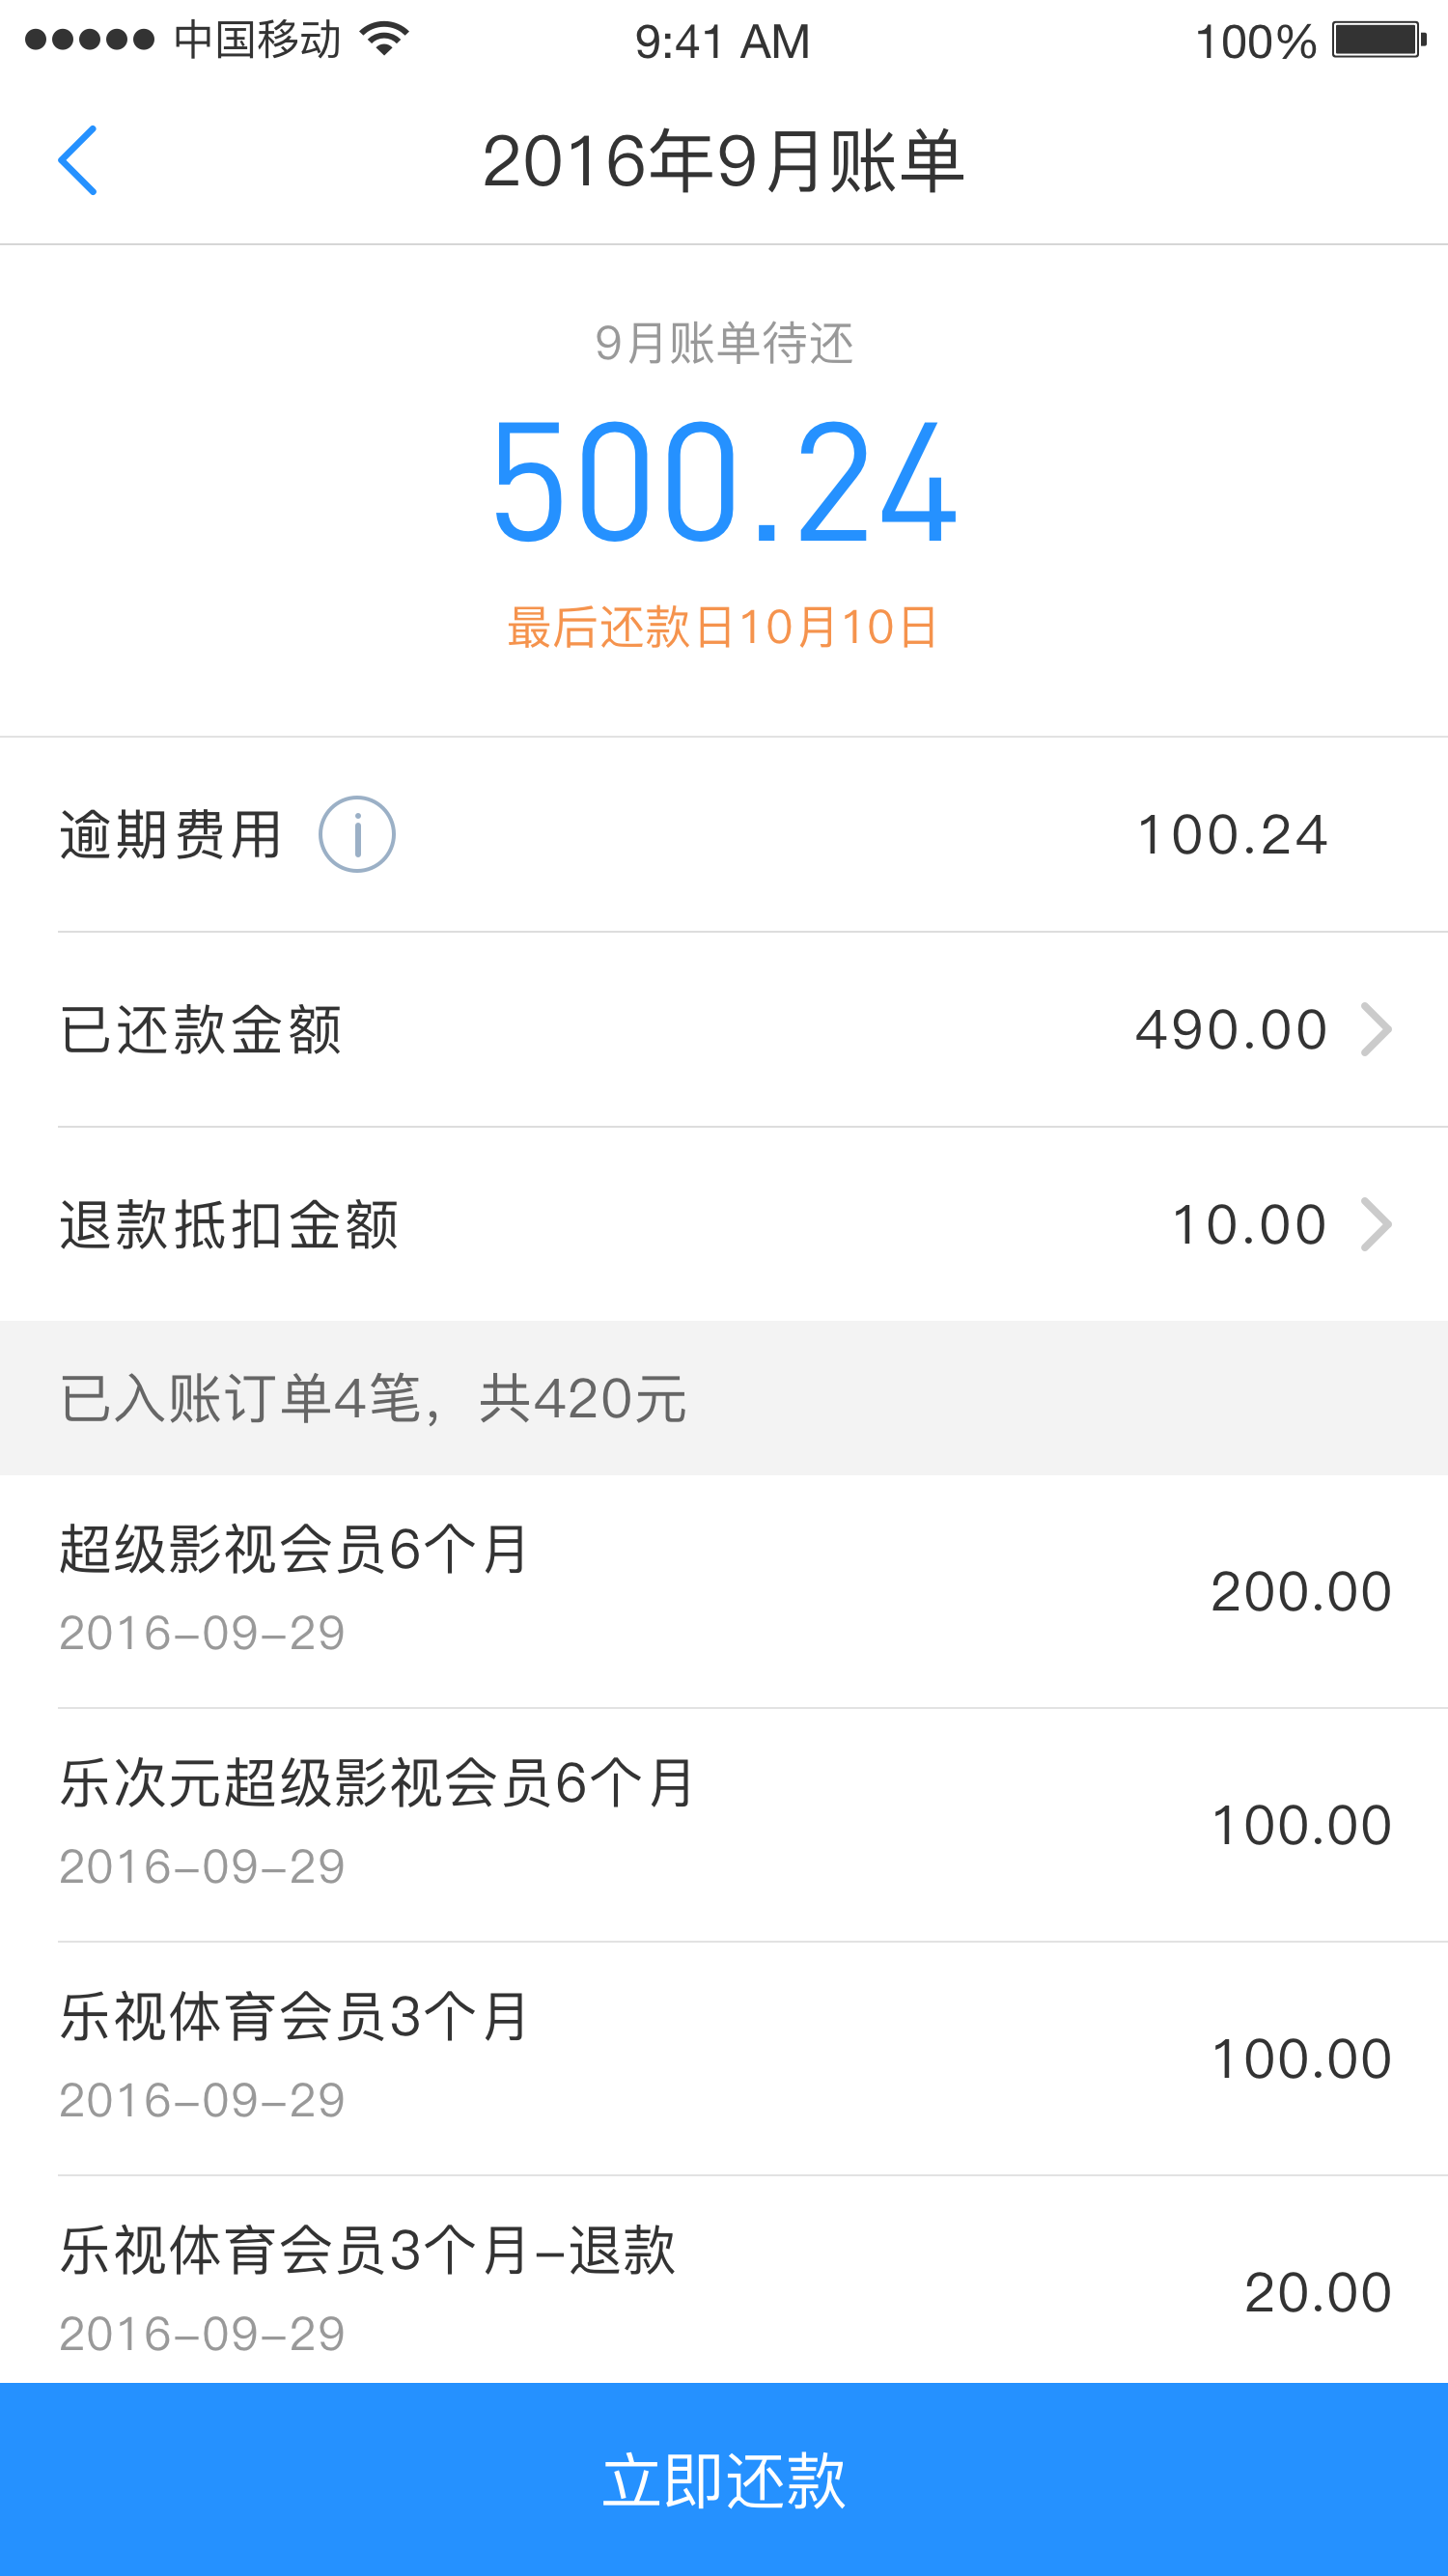 中国移动 9:41 AM 100%
2016年9月账单
9月账单待还
500.24
最后还款日10月10日
逾期费用 100.24
已还款金额 490.00
退款抵扣金额 10.00
已入账订单4笔，共420元
超级影视会员6个月
2016-09-29
200.00
乐次元超级影视会员6个月
2016-09-29
100.00
乐视体育会员3个月
2016-09-29
100.00
乐视体育会员3个月-退款
2016-09-29
20.00
立即还款